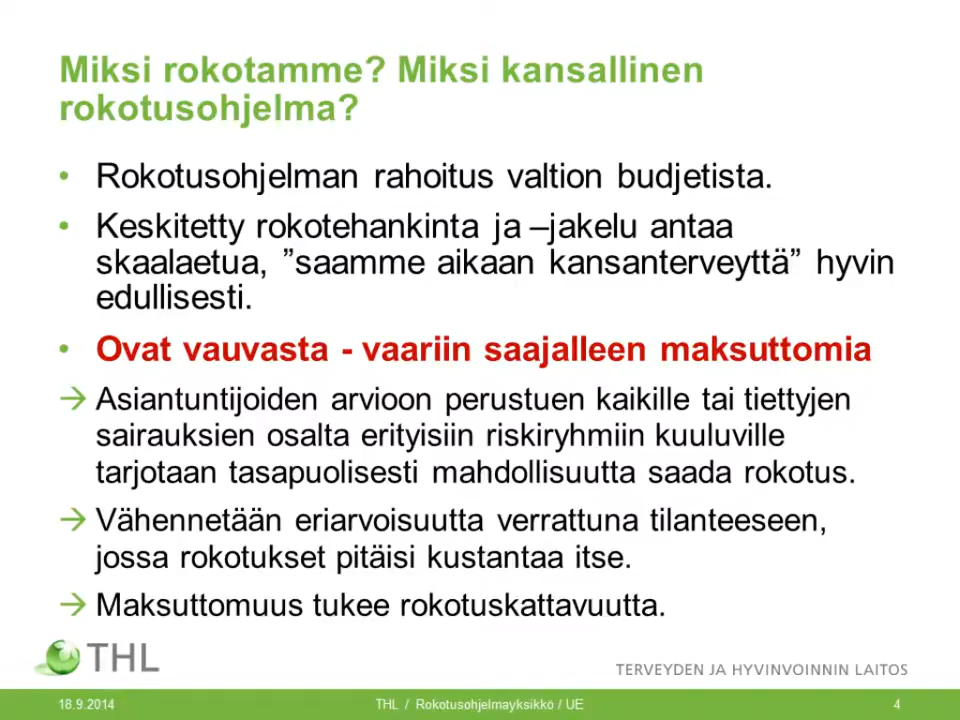 Miksi rokotamme? Miksi kansallinen
rokotusohjelma?
• Rokotusohjelman rahoitus valtion budjetista.
• Keskitetty rokotehankinta ja –jakelu antaa
skaalaetua, ”saamme aikaan kansanterveyttä” hyvin
edullisesti.
• Ovat vauvasta - vaariin saajalleen maksuttomia
→ Asiantuntijoiden arvioon perustuen kaikille tai tiettyjen
sairauksien osalta erityisiin riskiryhmiin kuuluville
tarjotaan tasapuolisesti mahdollisuutta saada rokotus.
→ Vähennetään eriarvoisuutta verrattuna tilanteeseen,
jossa rokotukset pitäisi kustantaa itse.
→ Maksuttomuus tukee rokotuskattavuutta.
THL
TERVEYDEN JA HYVINVOINNIN LAITOS
18.9.2014 THL / Rokotusohjelmayksikkö / UE 4